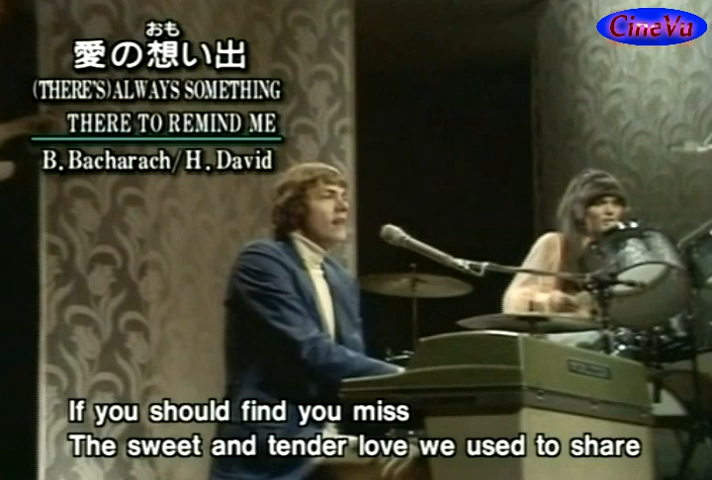 おも
愛の想い出
(THERE'S) ALWAYS SOMETHING
THERE TO REMIND ME
B. Bacharach/H. David
CineVu
If you should find you miss
The sweet and tender love we used to share